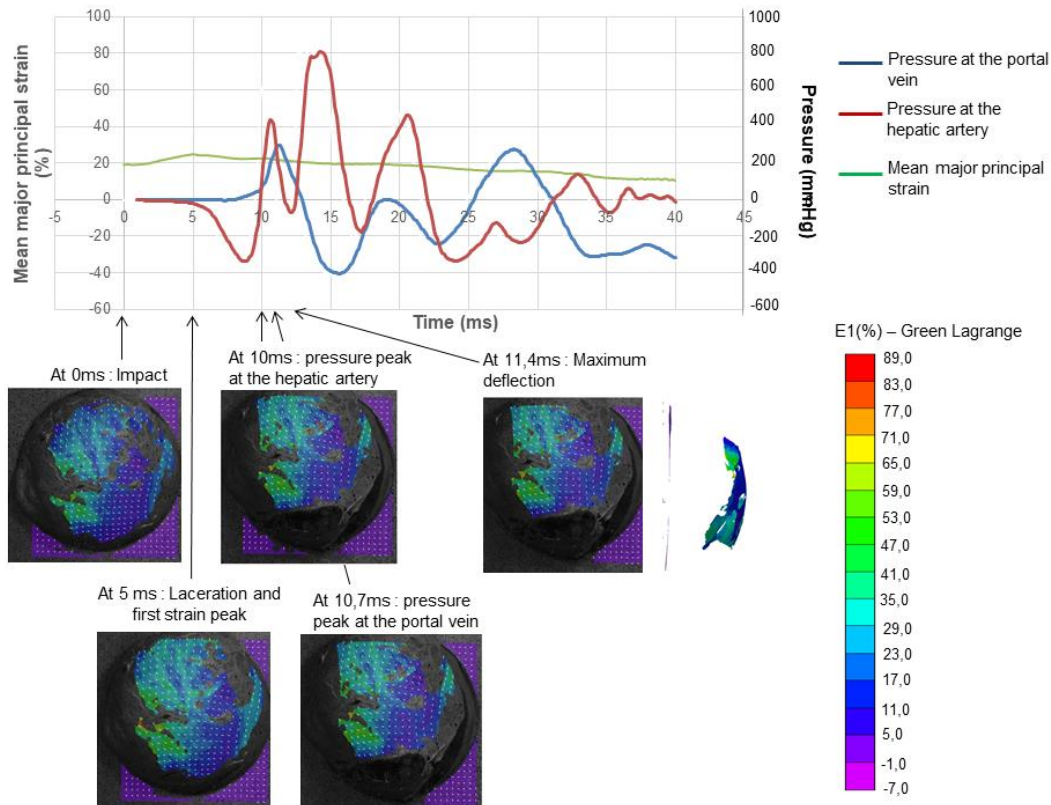 100
80
60
40
20
0
-20
-40
-60
Mean major principal strain
(%)
-5
0
5
10
15
20
25
30
35
40
45
Time (ms)
1000
800
600
400
200
0
-200
-400
-600
Pressure (mmHg)
Pressure at the portal
vein
Pressure at the
hepatic artery
Mean major principal
strain
At 0ms : Impact
At 10ms : pressure peak
at the hepatic artery
At 11,4ms : Maximum
deflection
At 5 ms : Laceration and
first strain peak
At 10,7ms : pressure
peak at the portal vein
E1(%) – Green Lagrange
89,0
83,0
77,0
71,0
65,0
59,0
53,0
47,0
41,0
35,0
29,0
23,0
17,0
11,0
5,0
-1,0
-7,0